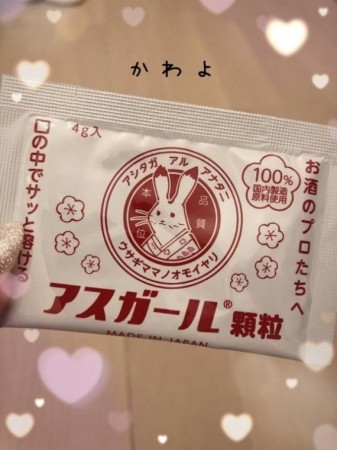 かわよ
4g入
お酒のプロたちへ
100%
国内製造
原料使用
アシタガ アル アナタニ
品質
本位
ウサギママノオモイヤリ
口の中でサッと溶ける
アスガール®顆粒
MADE IN JAPAN